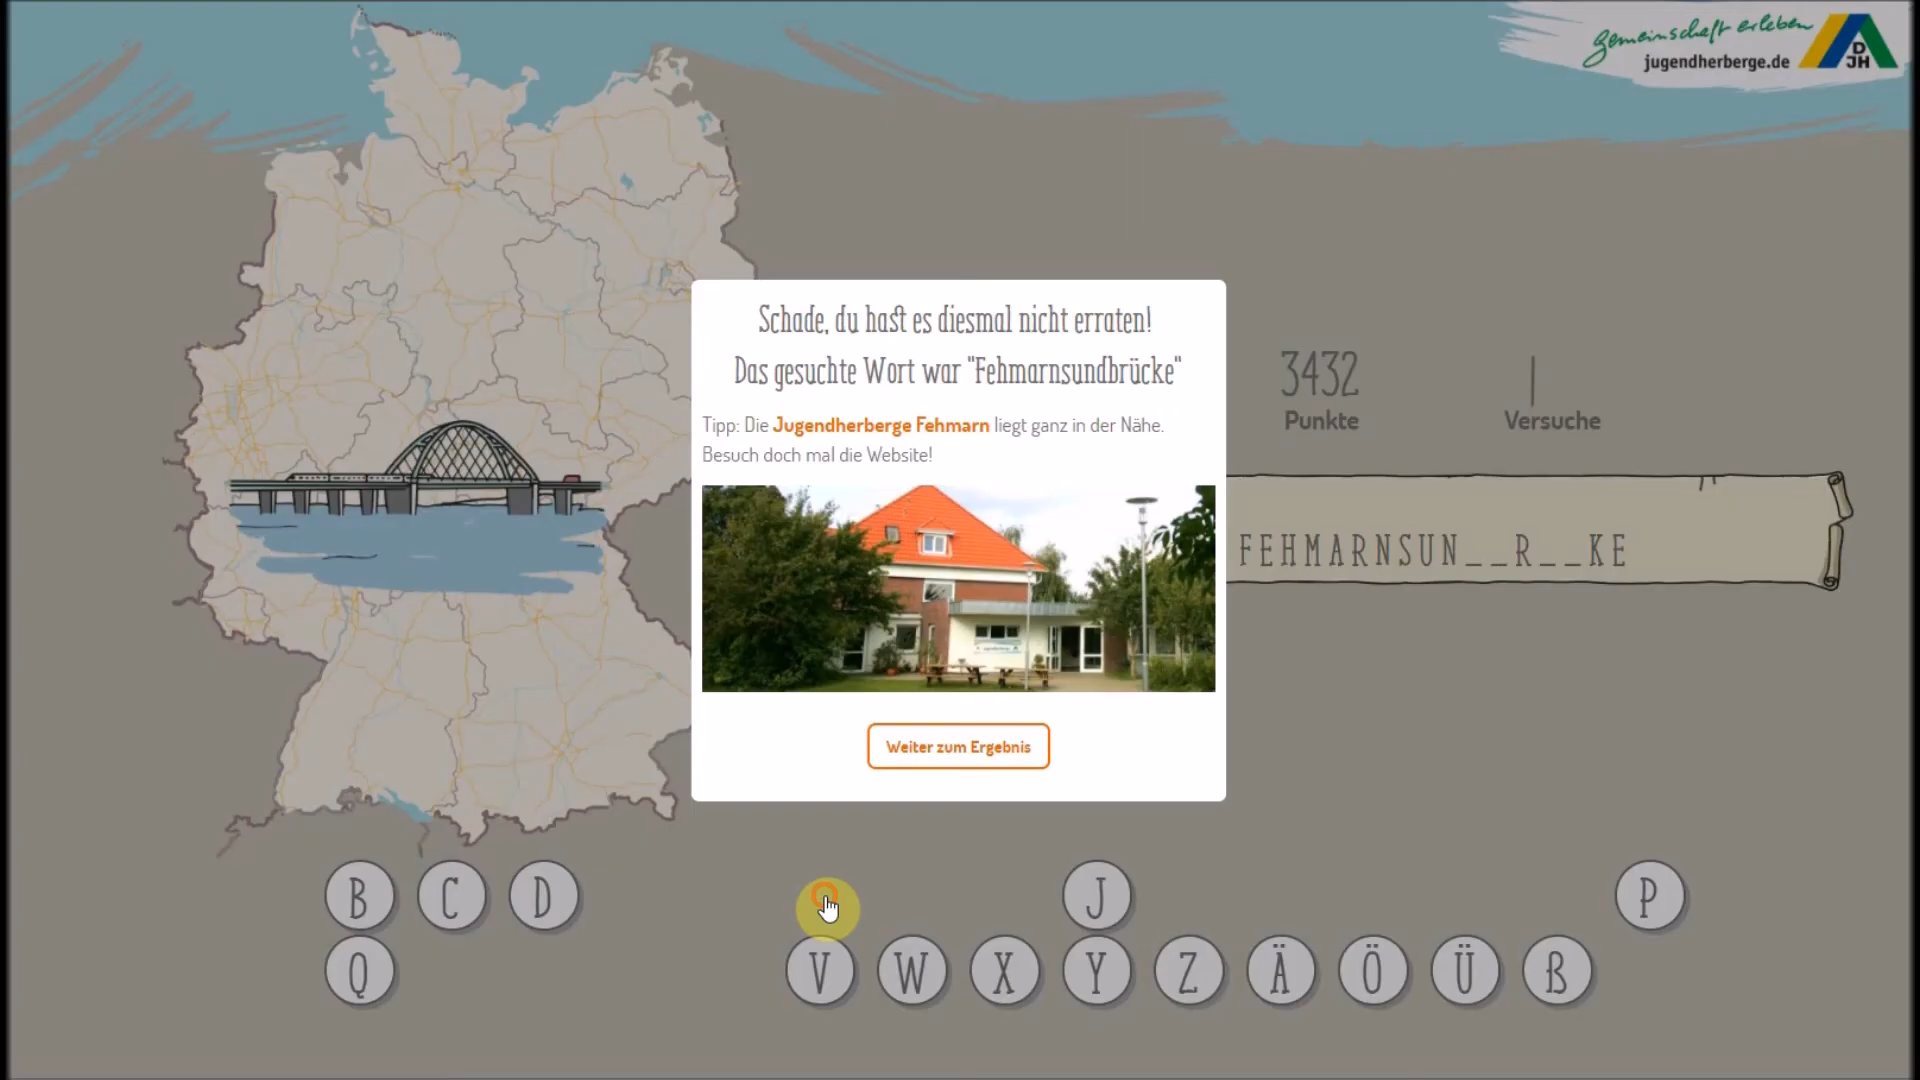 gemeinschaft erleben
jugendherberge.de
D
JH
Schade, du hast es diesmal nicht erraten!
Das gesuchte Wort war "Fehmarnsundbrücke"
Tipp: Die Jugendherberge Fehmarn liegt ganz in der Nähe.
Besuch doch mal die Website!
Weiter zum Ergebnis
3432
Punkte
|
Versuche
FEHMARNSUN__R__KE
B C D J P
Q V W X Y Z Ä Ö Ü ß